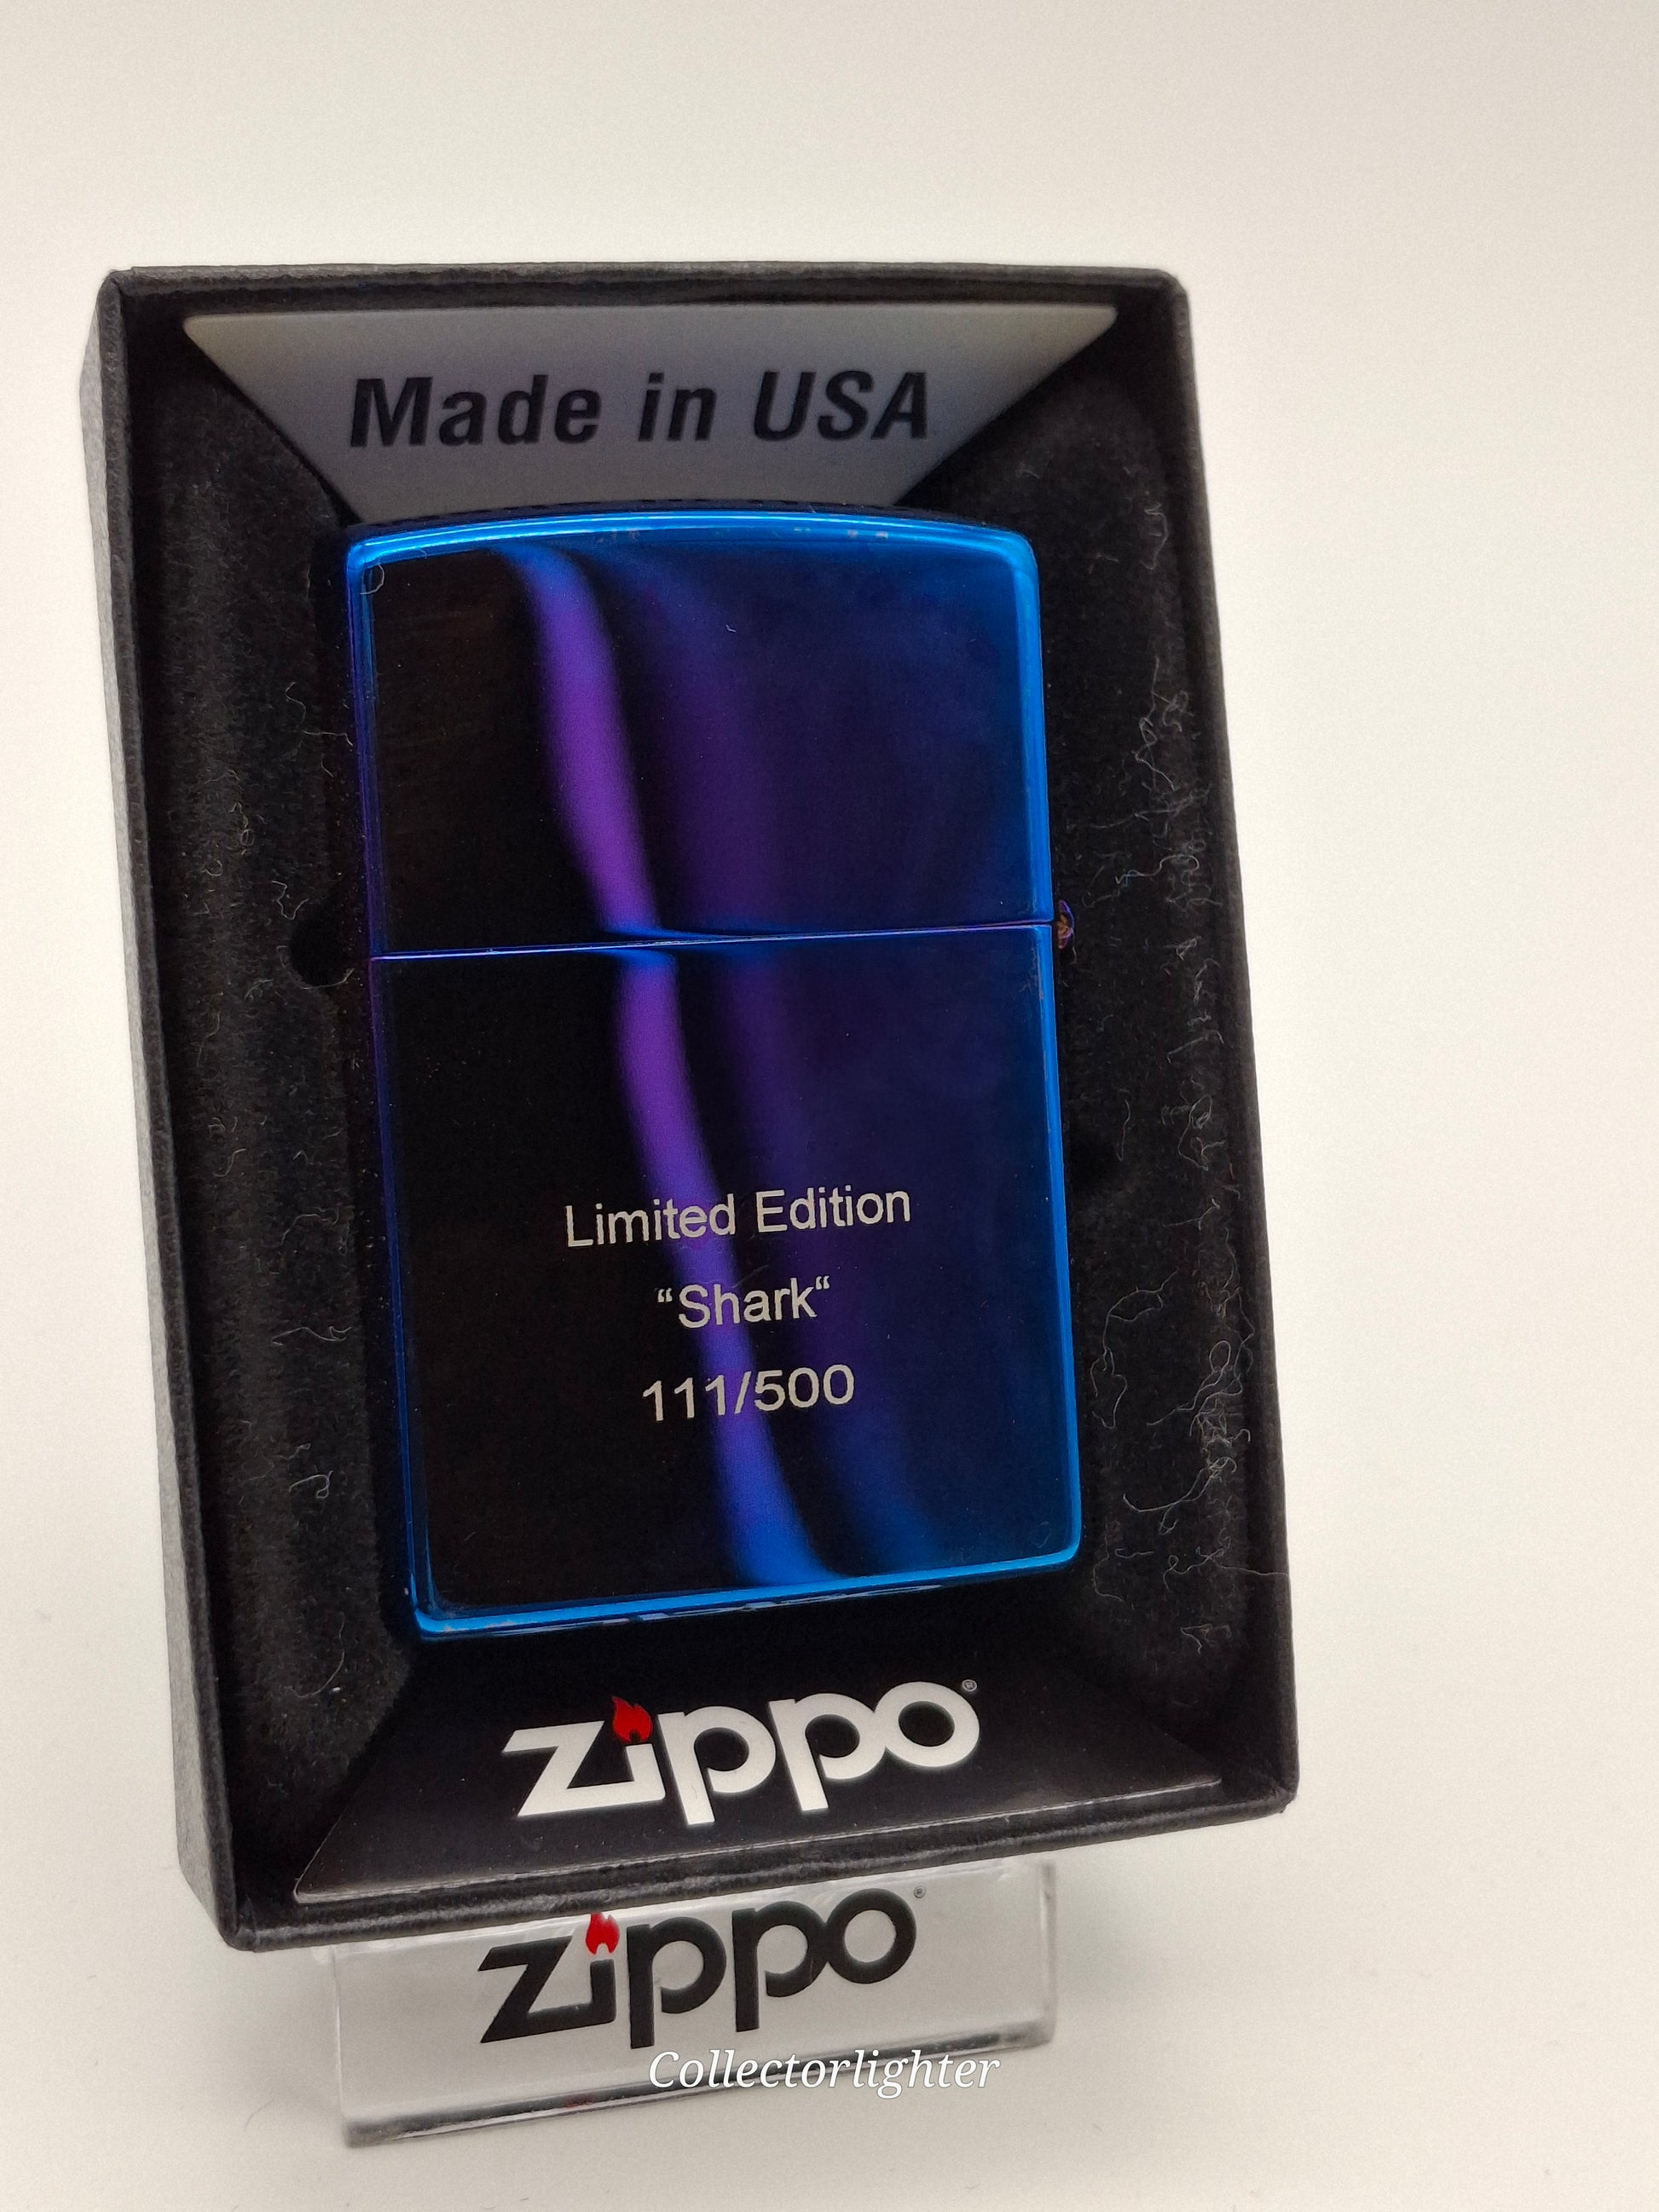 Made in USA
Limited Edition
“Shark“
111/500
zippo®
zippo®
Collectorlighter